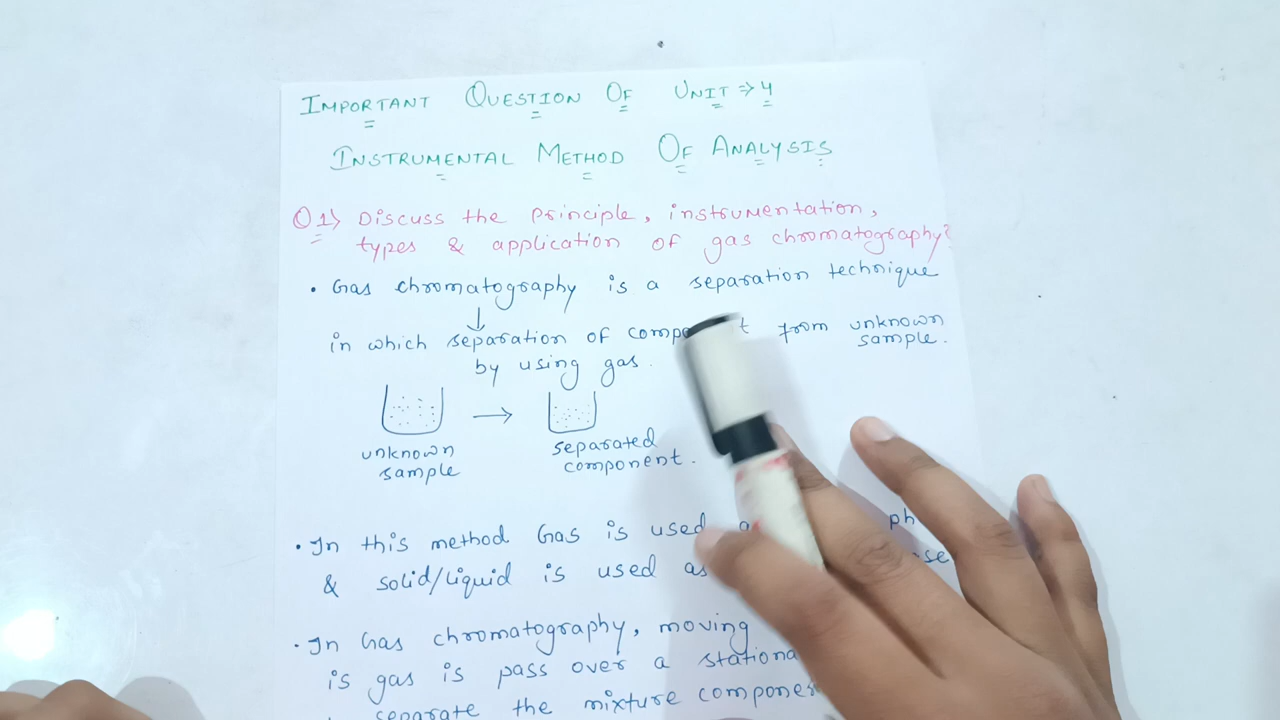 IMPORTANT QUESTION OF UNIT ⇒ 4
INSTRUMENTAL METHOD OF ANALYSIS
Q1) Discuss the principle, instrumentation,
types & application of gas chromatography?
• Gas chromatography is a separation technique
in which separation of from unknown
sample.
by using gas.
unknown
sample
→
separated
component.
• In this method Gas is used
& solid/liquid is used as
• In Gas chromatography, moving
is gas is pass over a
separate the mixture